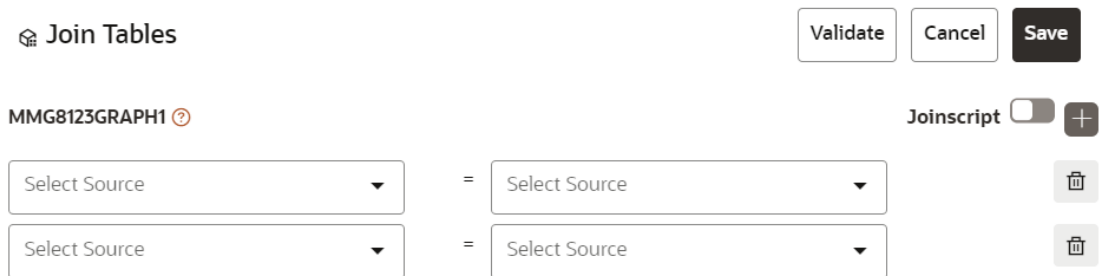 Join Tables
Validate Cancel Save
MMG8123GRAPH1 ?
Joinscript +
Select Source = Select Source
Select Source = Select Source